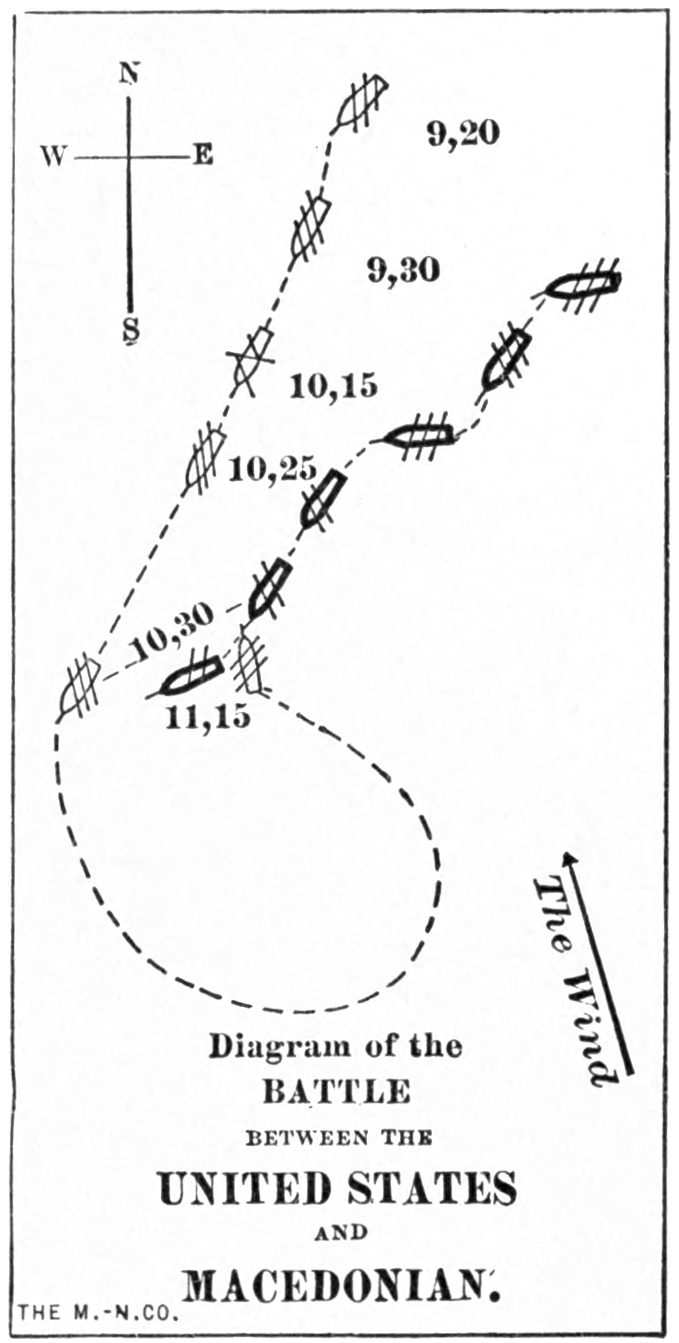 N
W E
S
9,20
9,30
10,15
10,25
10,30
11,15
The Wind
Diagram of the
BATTLE
BETWEEN THE
UNITED STATES
AND
MACEDONIAN.
THE M.-N.CO.